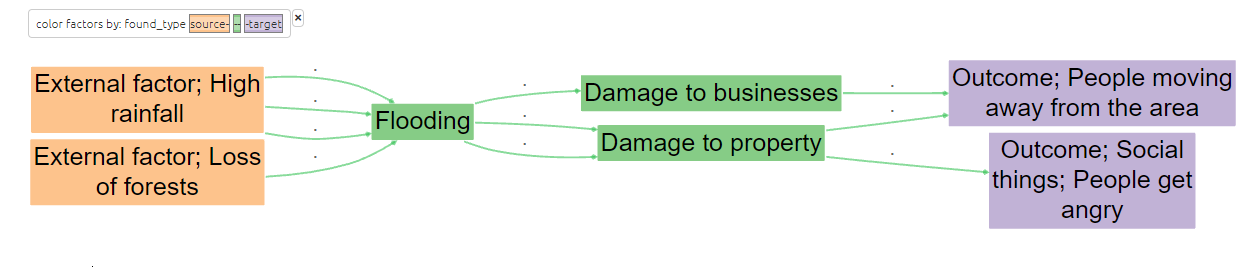 color factors by: found_type source- -- -target ×
External factor; High
rainfall
External factor; Loss
of forests
Flooding
Damage to businesses
Damage to property
Outcome; People moving
away from the area
Outcome; Social
things; People get
angry